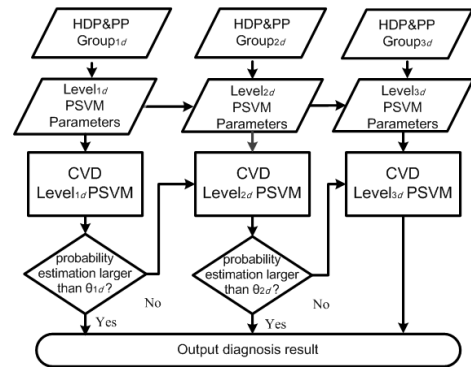 HDP&PP
Group1d
HDP&PP
Group2d
HDP&PP
Group3d
Level1d
PSVM
Parameters
Level2d
PSVM
Parameters
Level3d
PSVM
Parameters
CVD
Level1d PSVM
CVD
Level2d PSVM
CVD
Level3d PSVM
probability
estimation larger
than θ1d?
probability
estimation larger
than θ2d?
No
No
Yes
Yes
Output diagnosis result